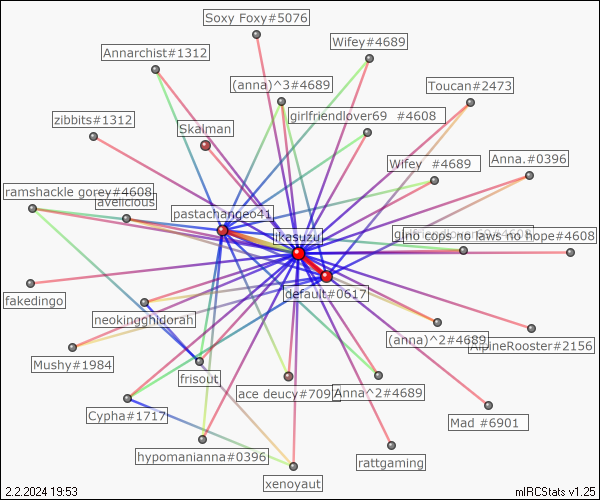 Soxy Foxy#5076
Wifey#4689
Annarchist#1312
(anna)^3#4689
Toucan#2473
girlfriendlover69 #4608
zibbits#1312
Skalman
Wifey #4689
Anna.#0396
ramshackle gorey#4608
avelicious
pastachangeo41
ikasuzu
no cops no laws no hope#4608
fakedingo
default#0617
neokingghidorah
(anna)^2#4689
AlpineRooster#2156
Mushy#1984
frisout
ace deucy#709
Anna^2#4689
Cypha#1717
Mad #6901
hypomanianna#0396
rattgaming
xenoyaut
2.2.2024 19:53
mIRCStats v1.25